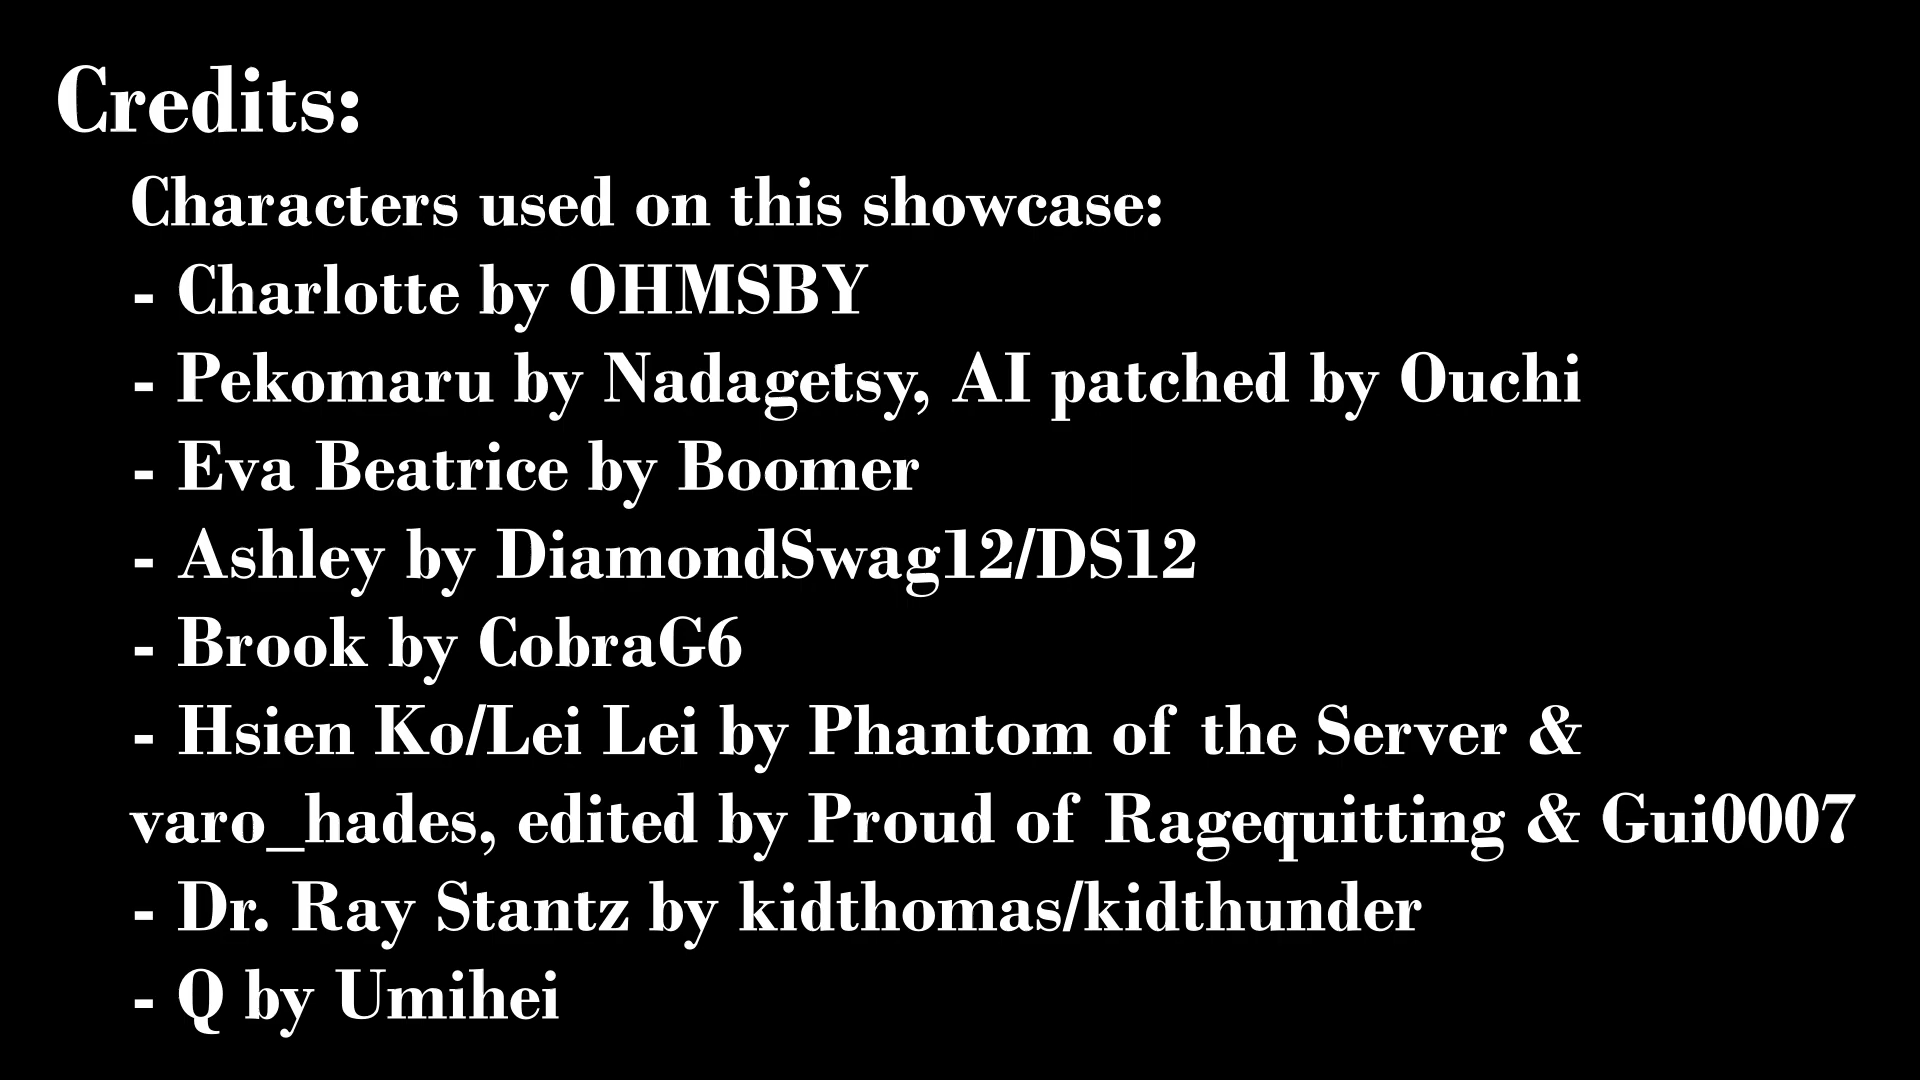 Credits:
Characters used on this showcase:
- Charlotte by OHMSBY
- Pekomaru by Nadagetsy, AI patched by Ouchi
- Eva Beatrice by Boomer
- Ashley by DiamondSwag12/DS12
- Brook by CobraG6
- Hsien Ko/Lei Lei by Phantom of the Server &
varo_hades, edited by Proud of Ragequitting & Gui0007
- Dr. Ray Stantz by kidthomas/kidthunder
- Q by Umihei